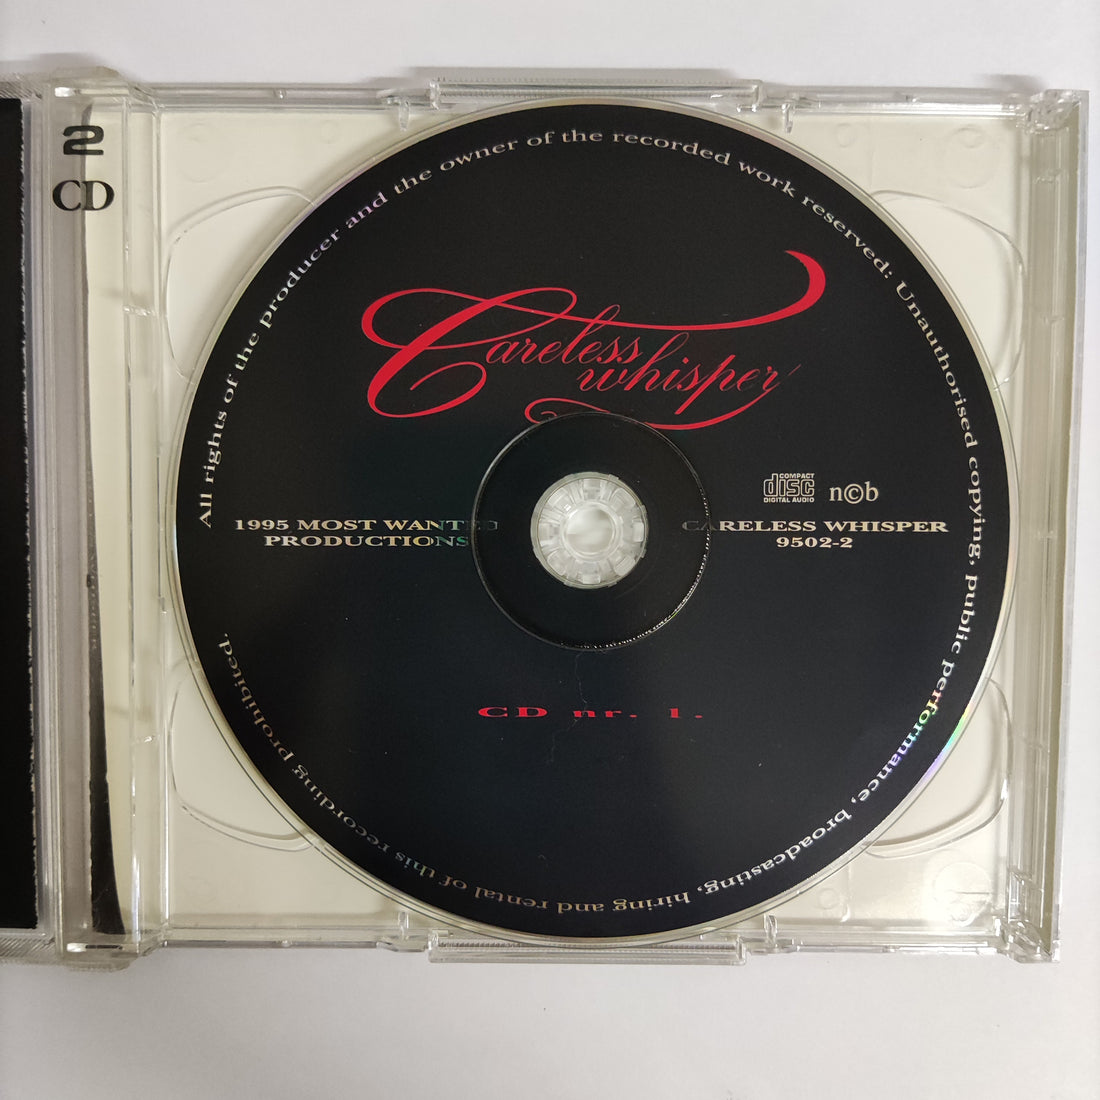 2
CD
All rights of the producer and the owner of the recorded work reserved: Unauthorised copying, public performance, broadcasting, hiring and rental of this recording prohibited.
Careless
whisper
COMPACT
disc
DIGITAL AUDIO
n©b
1995 MOST WANTED
PRODUCTIONS
CARELESS WHISPER
9502-2
CD nr. 1.